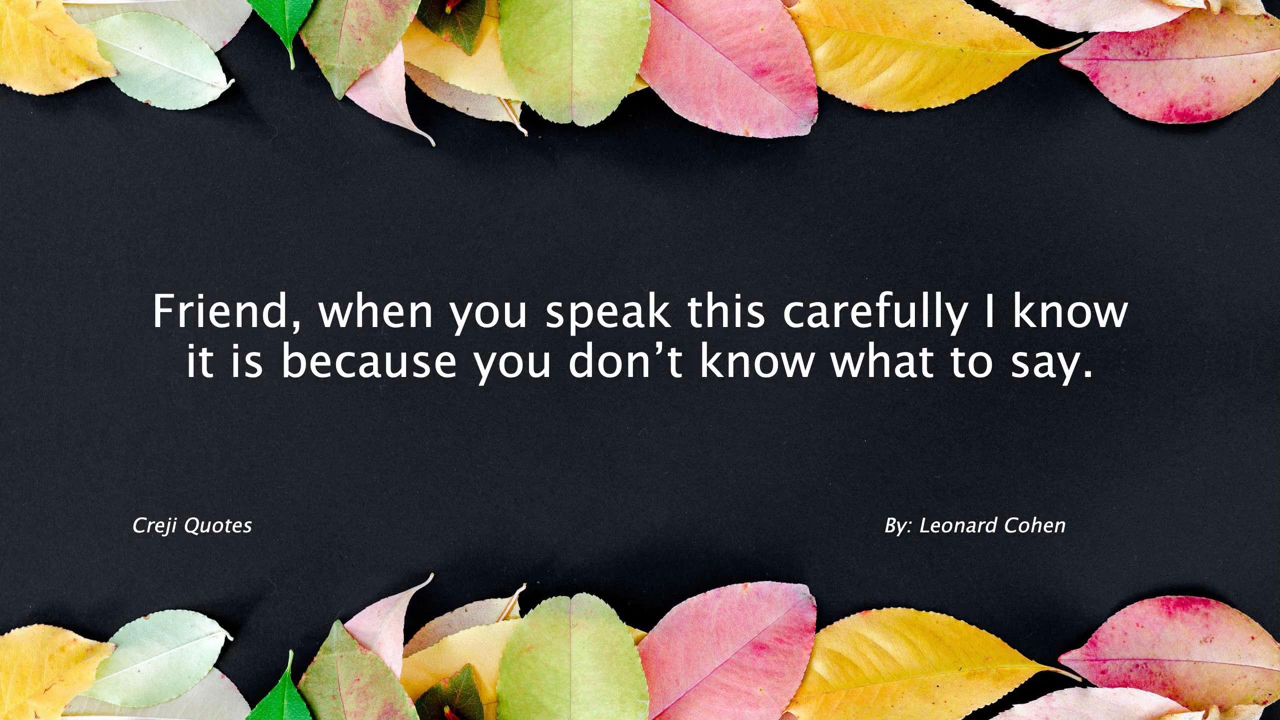 Friend, when you speak this carefully I know
it is because you don’t know what to say.
Creji Quotes
By: Leonard Cohen